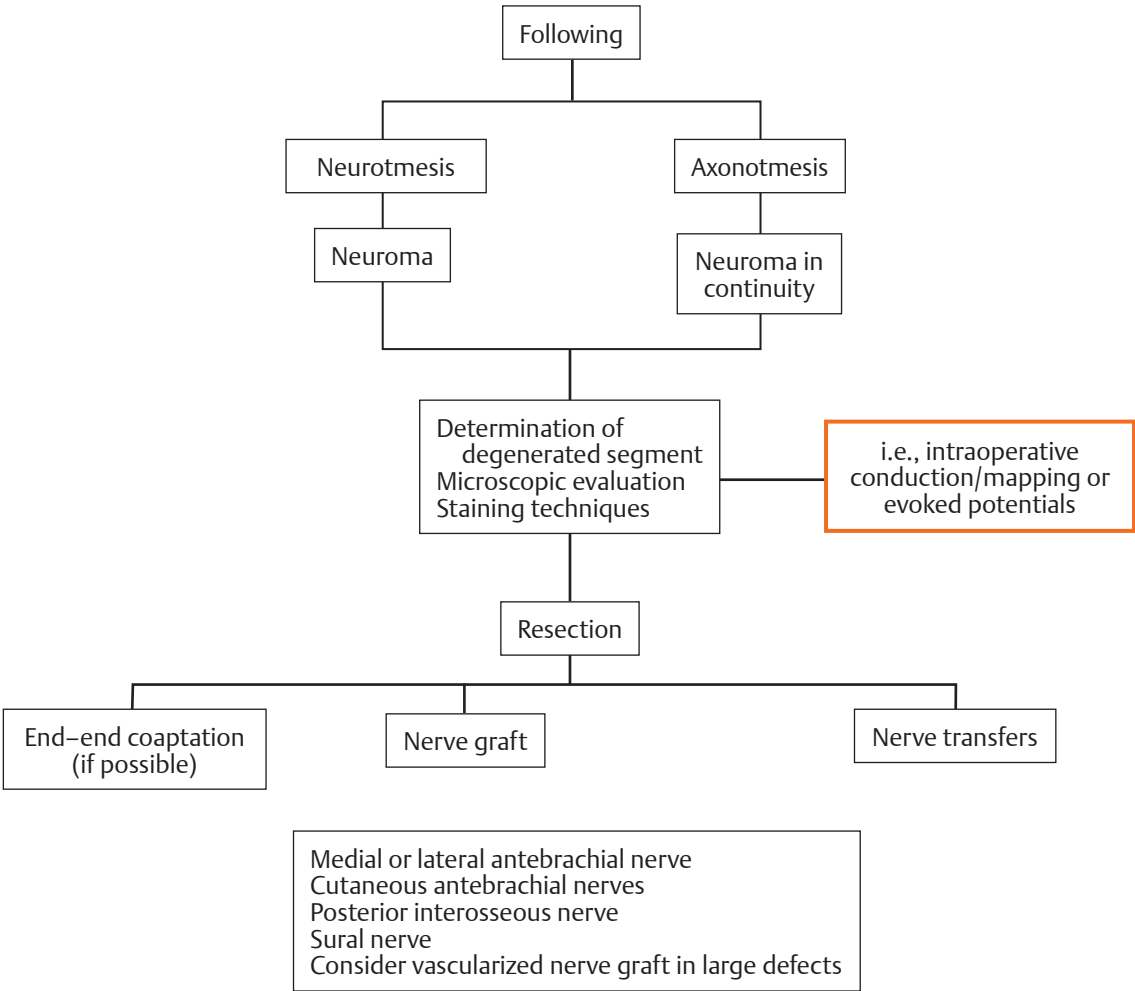 Following
Neurotmesis
Axonotmesis
Neuroma
Neuroma in
continuity
Determination of
degenerated segment
Microscopic evaluation
Staining techniques
i.e., intraoperative
conduction/mapping or
evoked potentials
Resection
End–end coaptation
(if possible)
Nerve graft
Nerve transfers
Medial or lateral antebrachial nerve
Cutaneous antebrachial nerves
Posterior interosseous nerve
Sural nerve
Consider vascularized nerve graft in large defects